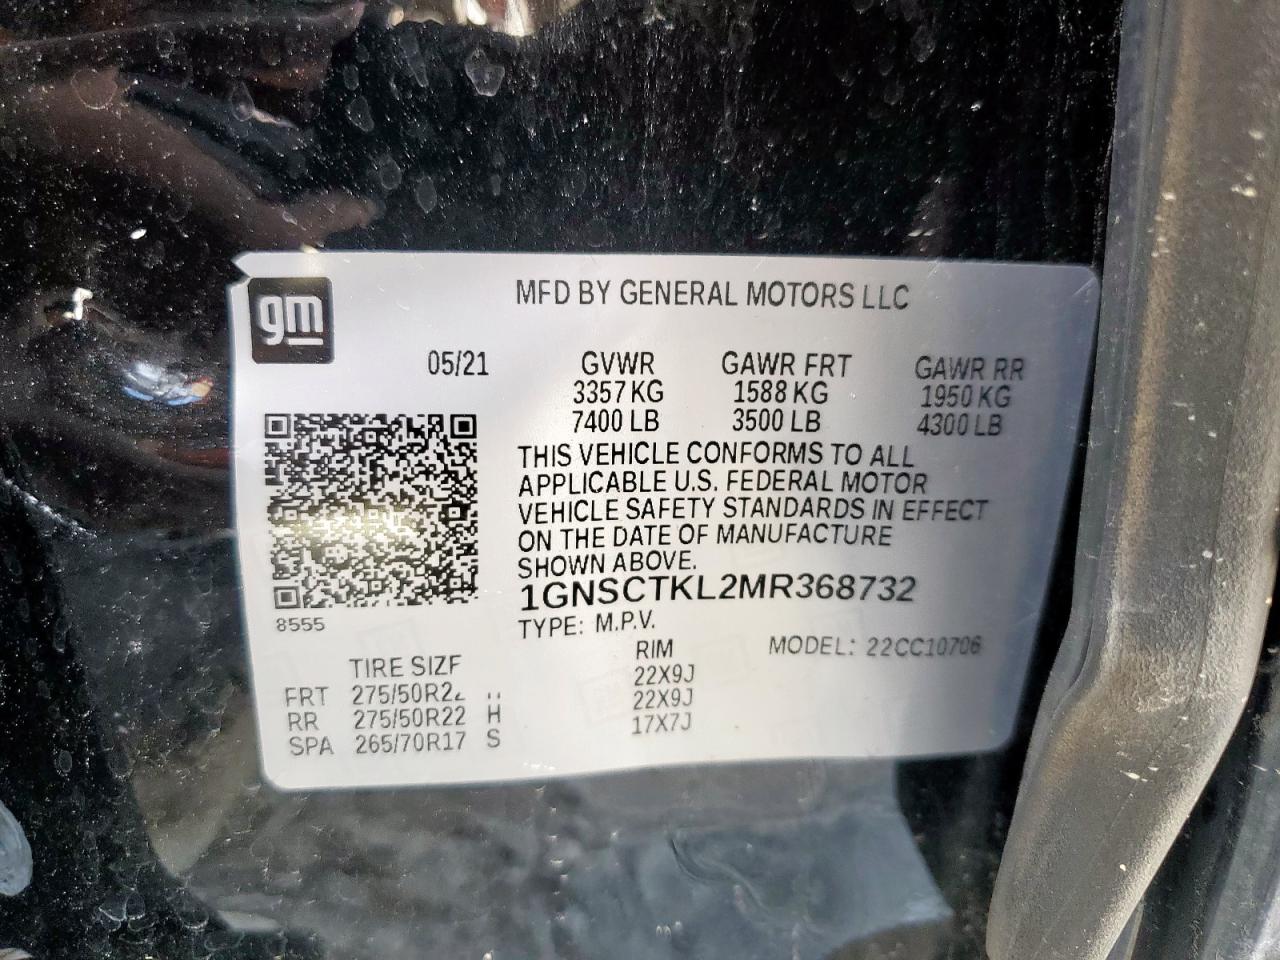 gm
MFD BY GENERAL MOTORS LLC
05/21 GVWR GAWR FRT GAWR RR
3357 KG 1588 KG 1950 KG
7400 LB 3500 LB 4300 LB
THIS VEHICLE CONFORMS TO ALL
APPLICABLE U.S. FEDERAL MOTOR
VEHICLE SAFETY STANDARDS IN EFFECT
ON THE DATE OF MANUFACTURE
SHOWN ABOVE.
1GNSCTKL2MR368732
8555
TYPE: M.P.V.
MODEL: 22CC10706
TIRE SIZE RIM
FRT 22X9J
RR 275/50R22 H 22X9J
SPA 265/70R17 S 17X7J